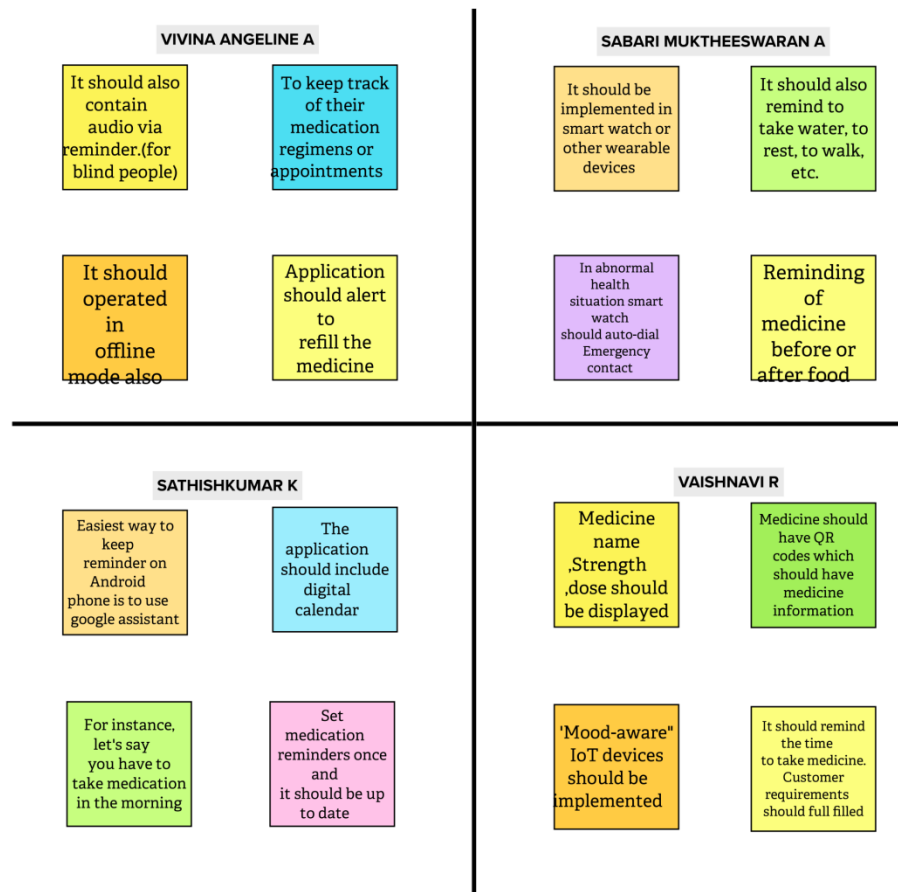 VIVINA ANGELINE A
It should also
contain
audio via
reminder.(for
blind people)
To keep track
of their
medication
regimens or
appointments
It should
operated
in
offline
mode also
Application
should alert
to
refill the
medicine
SABARI MUKTHEESWARAN A
It should be
implemented in
smart watch or
other wearable
devices
It should also
remind to
take water, to
rest, to walk,
etc.
In abnormal
health
situation smart
watch
should auto-dial
Emergency
contact
Reminding
of
medicine
before or
after food
SATHISHKUMAR K
Easiest way to
keep
reminder on
Android
phone is to use
google assistant
The
application
should include
digital
calendar
For instance,
let's say
you have to
take medication
in the morning
Set
medication
reminders once
and
it should be up
to date
VAISHNAVI R
Medicine
name
,Strength
,dose should
be displayed
Medicine should
have QR
codes which
should have
medicine
information
'Mood-aware"
IoT devices
should be
implemented
It should remind
the time
to take medicine.
Customer
requirements
should full filled